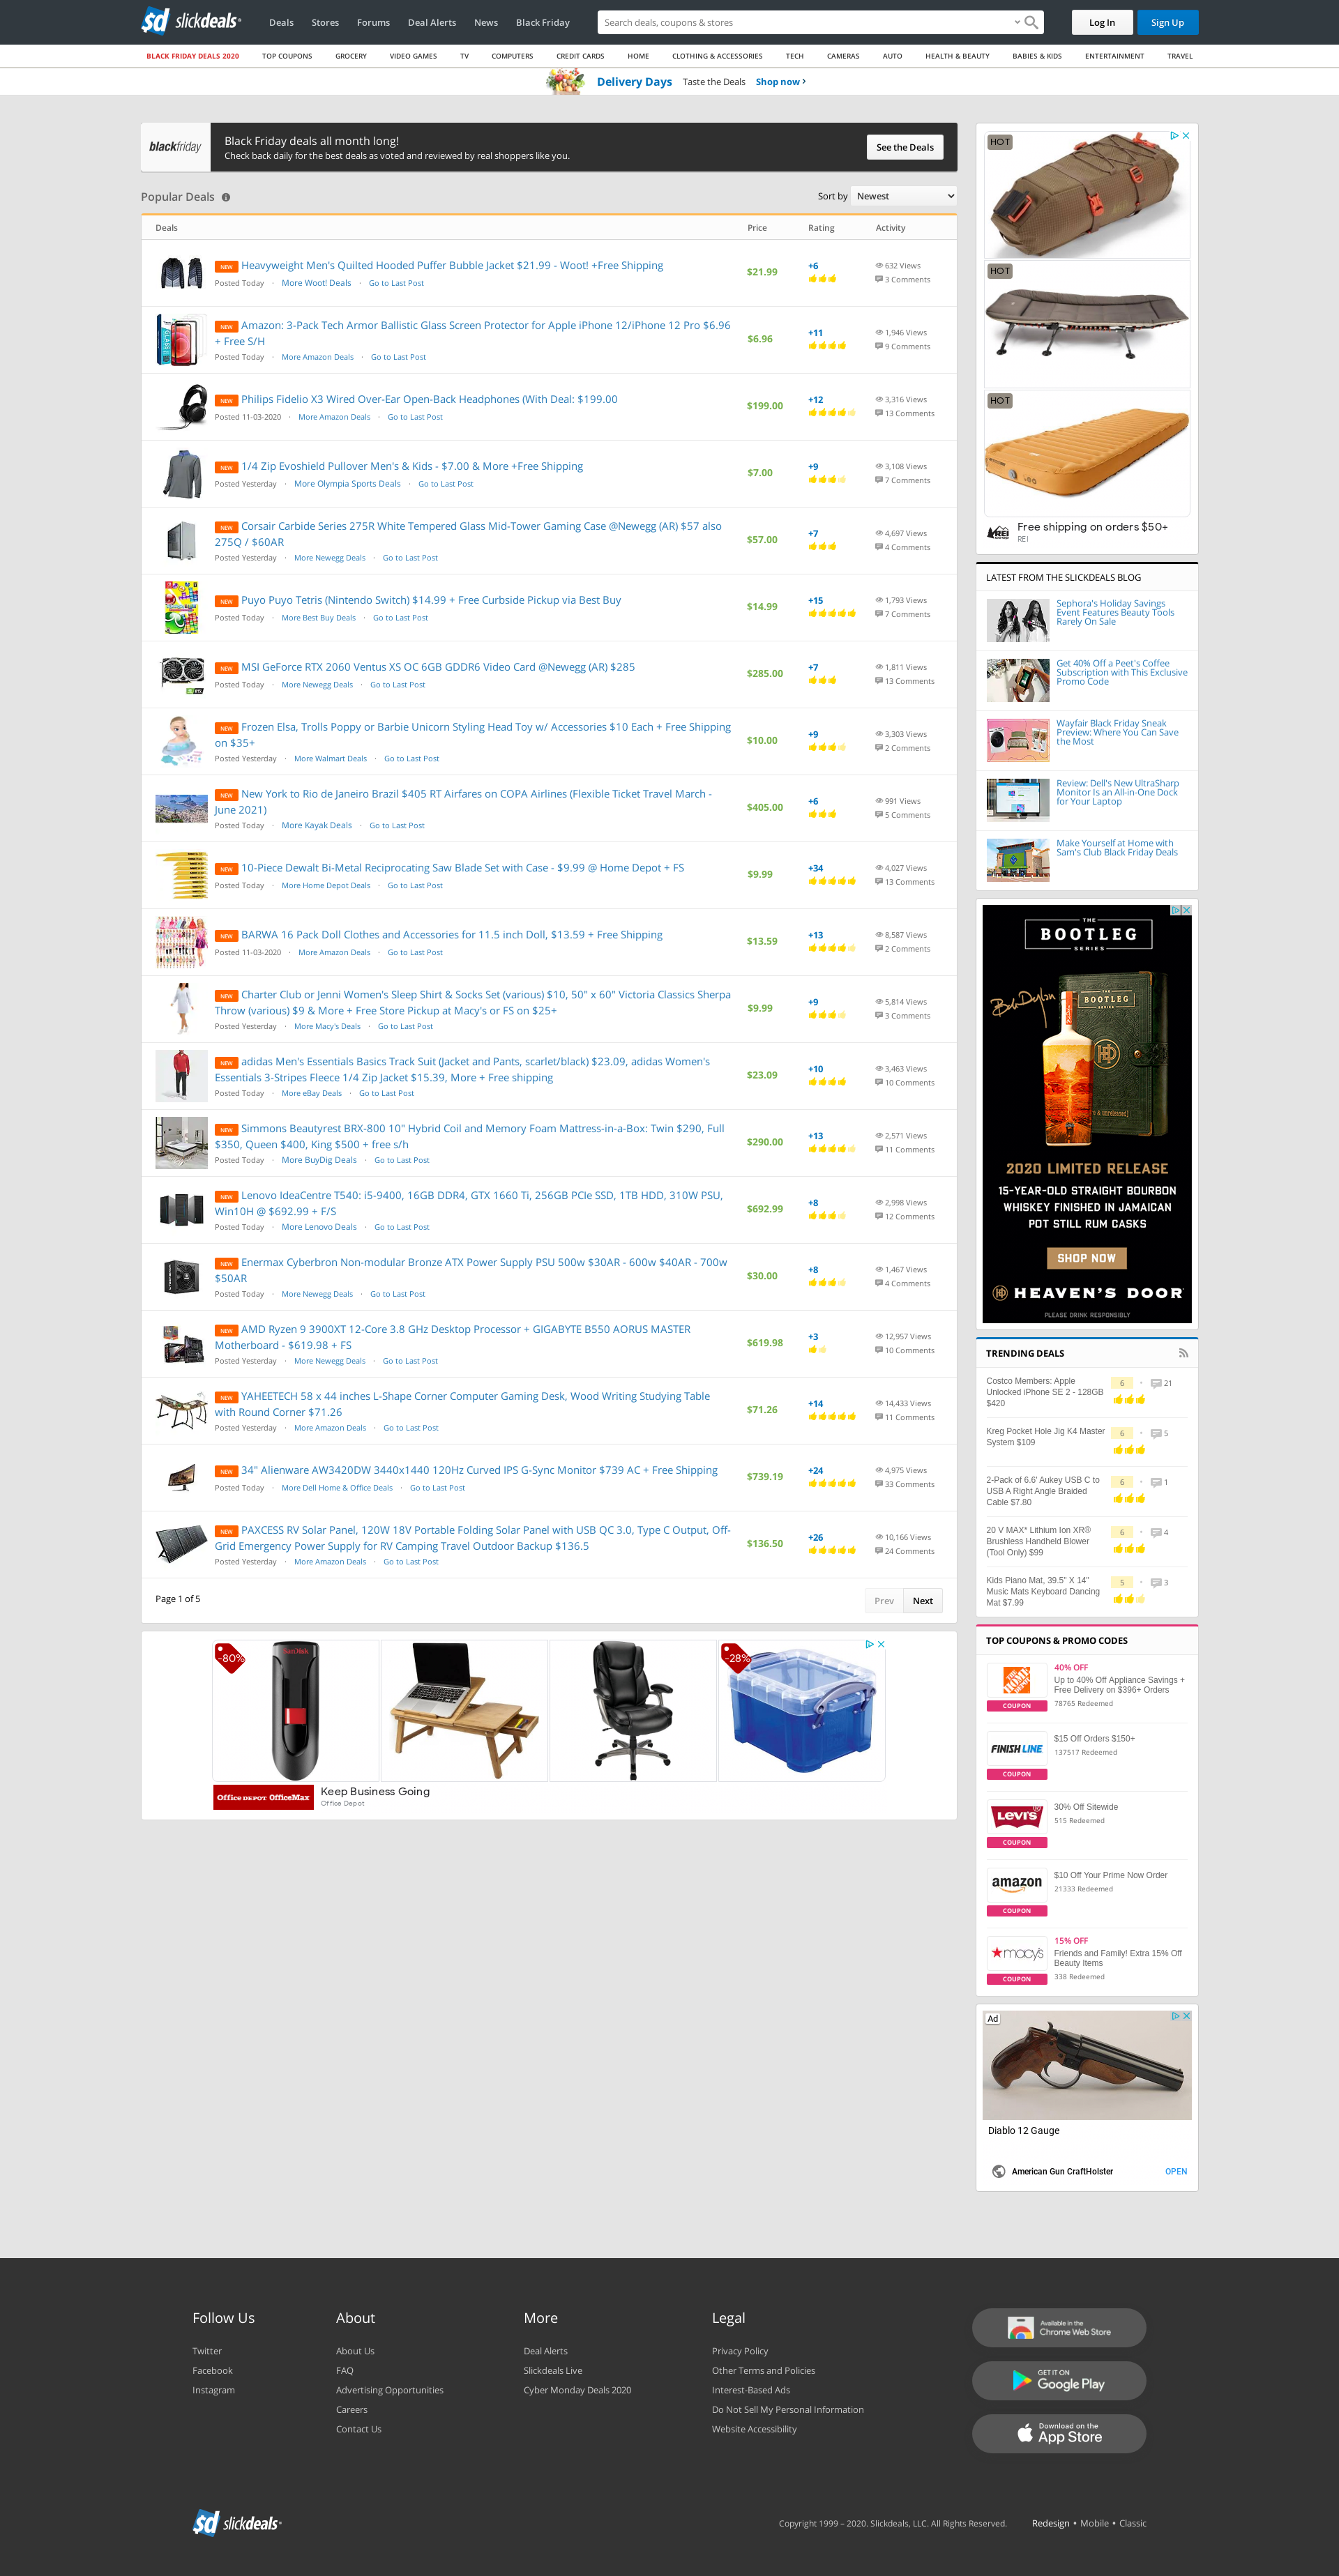 slickdeals
Deals
Stores
Forums
Deal Alerts
News
Black Friday
Search deals, coupons & stores
Log In
Sign Up
BLACK FRIDAY DEALS 2020
TOP COUPONS
GROCERY
VIDEO GAMES
TV
COMPUTERS
CREDIT CARDS
HOME
CLOTHING & ACCESSORIES
TECH
CAMERAS
AUTO
HEALTH & BEAUTY
BABIES & KIDS
ENTERTAINMENT
TRAVEL
Delivery Days Taste the Deals Shop now ›
blackfriday
Black Friday deals all month long!
Check back daily for the best deals as voted and reviewed by real shoppers like you.
See the Deals
Popular Deals
Sort by Newest
Deals Price Rating Activity
NEW Heavyweight Men's Quilted Hooded Puffer Bubble Jacket $21.99 - Woot! +Free Shipping
Posted Today · More Woot! Deals · Go to Last Post
$21.99
+6
632 Views
3 Comments
NEW Amazon: 3-Pack Tech Armor Ballistic Glass Screen Protector for Apple iPhone 12/iPhone 12 Pro $6.96
+ Free S/H
Posted Today · More Amazon Deals · Go to Last Post
$6.96
+11
1,946 Views
9 Comments
NEW Philips Fidelio X3 Wired Over-Ear Open-Back Headphones (With Deal: $199.00
Posted 11-03-2020 · More Amazon Deals · Go to Last Post
$199.00
+12
3,316 Views
13 Comments
NEW 1/4 Zip Evoshield Pullover Men's & Kids - $7.00 & More +Free Shipping
Posted Yesterday · More Olympia Sports Deals · Go to Last Post
$7.00
+9
3,108 Views
7 Comments
NEW Corsair Carbide Series 275R White Tempered Glass Mid-Tower Gaming Case @Newegg (AR) $57 also
275Q / $60AR
Posted Yesterday · More Newegg Deals · Go to Last Post
$57.00
+7
4,697 Views
4 Comments
NEW Puyo Puyo Tetris (Nintendo Switch) $14.99 + Free Curbside Pickup via Best Buy
Posted Today · More Best Buy Deals · Go to Last Post
$14.99
+15
1,793 Views
7 Comments
NEW MSI GeForce RTX 2060 Ventus XS OC 6GB GDDR6 Video Card @Newegg (AR) $285
Posted Today · More Newegg Deals · Go to Last Post
$285.00
+7
1,811 Views
13 Comments
NEW Frozen Elsa, Trolls Poppy or Barbie Unicorn Styling Head Toy w/ Accessories $10 Each + Free Shipping
on $35+
Posted Yesterday · More Walmart Deals · Go to Last Post
$10.00
+9
3,303 Views
2 Comments
NEW New York to Rio de Janeiro Brazil $405 RT Airfares on COPA Airlines (Flexible Ticket Travel March -
June 2021)
Posted Today · More Kayak Deals · Go to Last Post
$405.00
+6
991 Views
5 Comments
NEW 10-Piece Dewalt Bi-Metal Reciprocating Saw Blade Set with Case - $9.99 @ Home Depot + FS
Posted Today · More Home Depot Deals · Go to Last Post
$9.99
+34
4,027 Views
13 Comments
NEW BARWA 16 Pack Doll Clothes and Accessories for 11.5 inch Doll, $13.59 + Free Shipping
Posted 11-03-2020 · More Amazon Deals · Go to Last Post
$13.59
+13
8,587 Views
2 Comments
NEW Charter Club or Jenni Women's Sleep Shirt & Socks Set (various) $10, 50" x 60" Victoria Classics Sherpa
Throw (various) $9 & More + Free Store Pickup at Macy's or FS on $25+
Posted Yesterday · More Macy's Deals · Go to Last Post
$9.99
+9
5,814 Views
3 Comments
NEW adidas Men's Essentials Basics Track Suit (Jacket and Pants, scarlet/black) $23.09, adidas Women's
Essentials 3-Stripes Fleece 1/4 Zip Jacket $15.39, More + Free shipping
Posted Today · More eBay Deals · Go to Last Post
$23.09
+10
3,463 Views
10 Comments
NEW Simmons Beautyrest BRX-800 10" Hybrid Coil and Memory Foam Mattress-in-a-Box: Twin $290, Full
$350, Queen $400, King $500 + free s/h
Posted Today · More BuyDig Deals · Go to Last Post
$290.00
+13
2,571 Views
11 Comments
NEW Lenovo IdeaCentre T540: i5-9400, 16GB DDR4, GTX 1660 Ti, 256GB PCIe SSD, 1TB HDD, 310W PSU,
Win10H @ $692.99 + F/S
Posted Today · More Lenovo Deals · Go to Last Post
$692.99
+8
2,998 Views
12 Comments
NEW Enermax Cyberbron Non-modular Bronze ATX Power Supply PSU 500w $30AR - 600w $40AR - 700w
$50AR
Posted Today · More Newegg Deals · Go to Last Post
$30.00
+8
1,467 Views
4 Comments
NEW AMD Ryzen 9 3900XT 12-Core 3.8 GHz Desktop Processor + GIGABYTE B550 AORUS MASTER
Motherboard - $619.98 + FS
Posted Yesterday · More Newegg Deals · Go to Last Post
$619.98
+3
12,957 Views
10 Comments
NEW YAHEETECH 58 x 44 inches L-Shape Corner Computer Gaming Desk, Wood Writing Studying Table
with Round Corner $71.26
Posted Yesterday · More Amazon Deals · Go to Last Post
$71.26
+14
14,433 Views
11 Comments
NEW 34" Alienware AW3420DW 3440x1440 120Hz Curved IPS G-Sync Monitor $739 AC + Free Shipping
Posted Today · More Dell Home & Office Deals · Go to Last Post
$739.19
+24
4,975 Views
33 Comments
NEW PAXCESS RV Solar Panel, 120W 18V Portable Folding Solar Panel with USB QC 3.0, Type C Output, Off-
Grid Emergency Power Supply for RV Camping Travel Outdoor Backup $136.5
Posted Yesterday · More Amazon Deals · Go to Last Post
$136.50
+26
10,166 Views
24 Comments
Page 1 of 5
Prev Next
-80%
SanDisk
-28%
Office DEPOT OfficeMax
Keep Business Going
Office Depot
HOT
HOT
HOT
REI
Free shipping on orders $50+
REI
LATEST FROM THE SLICKDEALS BLOG
Sephora's Holiday Savings
Event Features Beauty Tools
Rarely On Sale
Get 40% Off a Peet's Coffee
Subscription with This Exclusive
Promo Code
Wayfair Black Friday Sneak
Preview: Where You Can Save
the Most
Review: Dell's New UltraSharp
Monitor Is an All-in-One Dock
for Your Laptop
Make Yourself at Home with
Sam's Club Black Friday Deals
THE
BOOTLEG
SERIES
Bob Dylan
THE
BOOTLEG
SERIES
2020 LIMITED RELEASE
15-YEAR-OLD STRAIGHT BOURBON
WHISKEY FINISHED IN JAMAICAN
POT STILL RUM CASKS
SHOP NOW
HEAVEN'S DOOR
PLEASE DRINK RESPONSIBLY
TRENDING DEALS
Costco Members: Apple
Unlocked iPhone SE 2 - 128GB
$420
6 · 21
Kreg Pocket Hole Jig K4 Master
System $109
6 · 5
2-Pack of 6.6' Aukey USB C to
USB A Right Angle Braided
Cable $7.80
6 · 1
20 V MAX* Lithium Ion XR®
Brushless Handheld Blower
(Tool Only) $99
6 · 4
Kids Piano Mat, 39.5" X 14"
Music Mats Keyboard Dancing
Mat $7.99
5 · 3
TOP COUPONS & PROMO CODES
COUPON
40% OFF
Up to 40% Off Appliance Savings +
Free Delivery on $396+ Orders
78765 Redeemed
FINISH LINE
COUPON
$15 Off Orders $150+
137517 Redeemed
LEVI'S
COUPON
30% Off Sitewide
515 Redeemed
amazon
COUPON
$10 Off Your Prime Now Order
21333 Redeemed
macy's
COUPON
15% OFF
Friends and Family! Extra 15% Off
Beauty Items
338 Redeemed
Ad
Diablo 12 Gauge
American Gun CraftHolster
OPEN
Follow Us
Twitter
Facebook
Instagram
About
About Us
FAQ
Advertising Opportunities
Careers
Contact Us
More
Deal Alerts
Slickdeals Live
Cyber Monday Deals 2020
Legal
Privacy Policy
Other Terms and Policies
Interest-Based Ads
Do Not Sell My Personal Information
Website Accessibility
Available in the
Chrome Web Store
GET IT ON
Google Play
Download on the
App Store
slickdeals
Copyright 1999 – 2020. Slickdeals, LLC. All Rights Reserved.
Redesign • Mobile • Classic